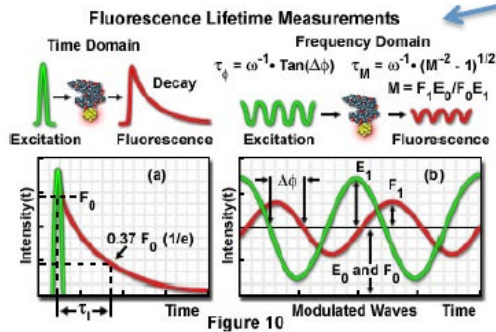 Fluorescence Lifetime Measurements
Time Domain
Frequency Domain
τϕ = ω⁻¹ • Tan(Δϕ)
τM = ω⁻¹ • (M⁻² - 1)¹/²
M = F₁E₀/F₀E₁
Decay
Excitation
Fluorescence
Excitation
Fluorescence
Intensity(t)
(a)
F₀
0.37 F₀ (1/e)
τl
Time
Intensity(t)
Δϕ
E₁
F₁
(b)
E₀ and F₀
Modulated Waves
Time
Figure 10